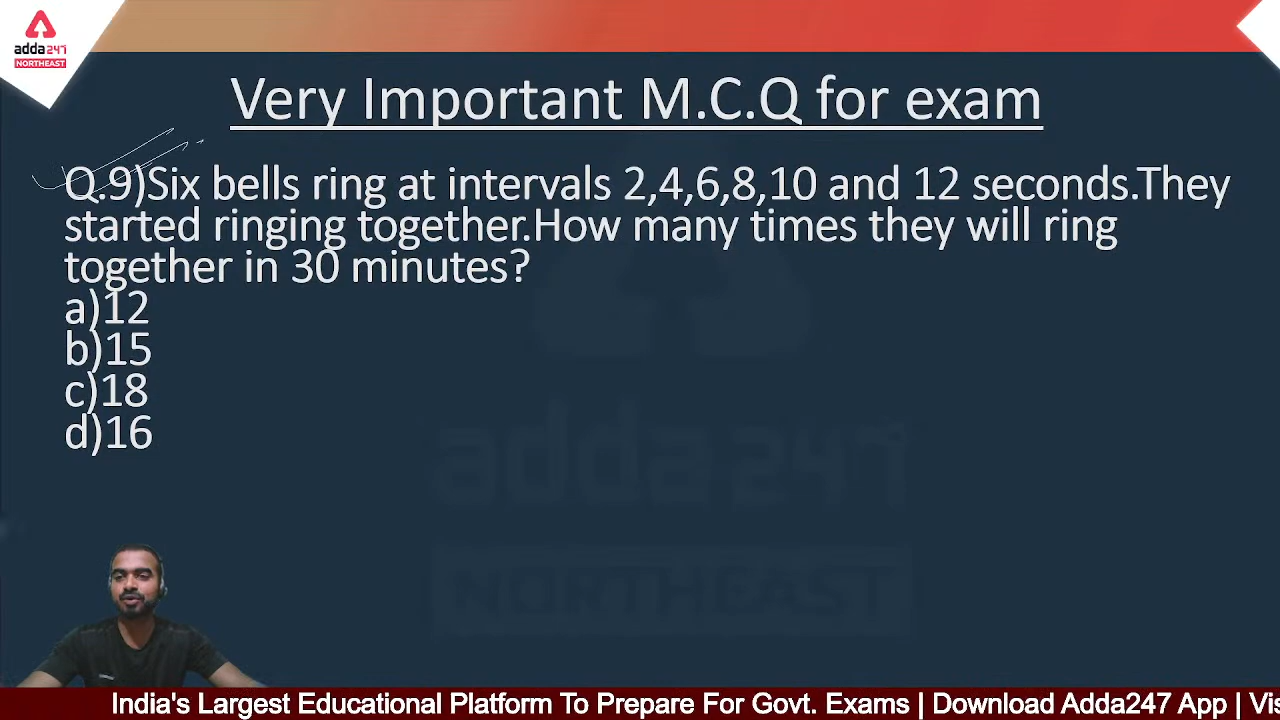 adda247
NORTHEAST
Very Important M.C.Q for exam
Q.9)Six bells ring at intervals 2,4,6,8,10 and 12 seconds.They
started ringing together.How many times they will ring
together in 30 minutes?
a)12
b)15
c)18
d)16
adda247
NORTHEAST
India's Largest Educational Platform To Prepare For Govt. Exams | Download Adda247 App | Vis